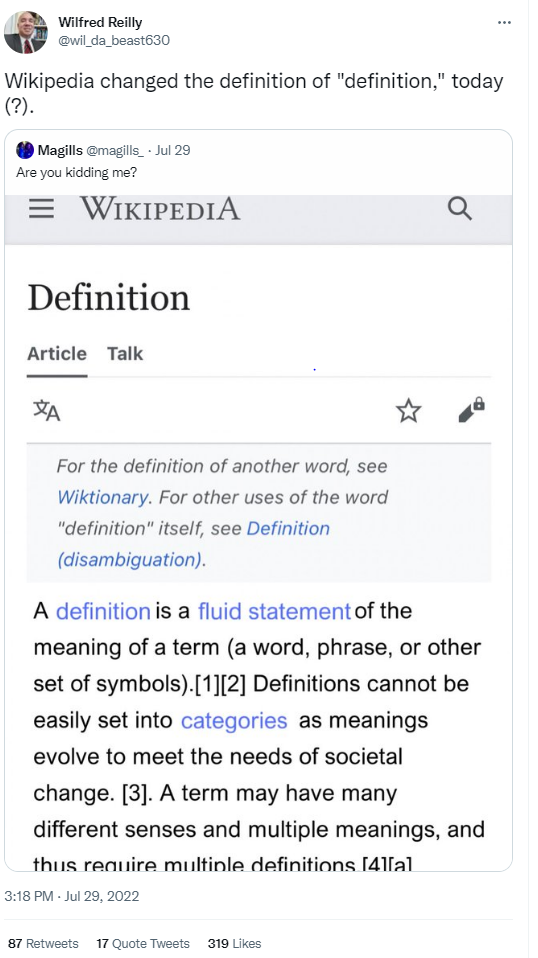 Wilfred Reilly
@wil_da_beast630
Wikipedia changed the definition of "definition," today
(?).
Magills @magills_ · Jul 29
Are you kidding me?
WIKIPEDIA
Definition
Article Talk
For the definition of another word, see
Wiktionary. For other uses of the word
"definition" itself, see Definition
(disambiguation).
A definition is a fluid statement of the
meaning of a term (a word, phrase, or other
set of symbols).[1][2] Definitions cannot be
easily set into categories as meanings
evolve to meet the needs of societal
change. [3]. A term may have many
different senses and multiple meanings, and
thus require multiple definitions.[4][a]
3:18 PM · Jul 29, 2022
87 Retweets 17 Quote Tweets 319 Likes